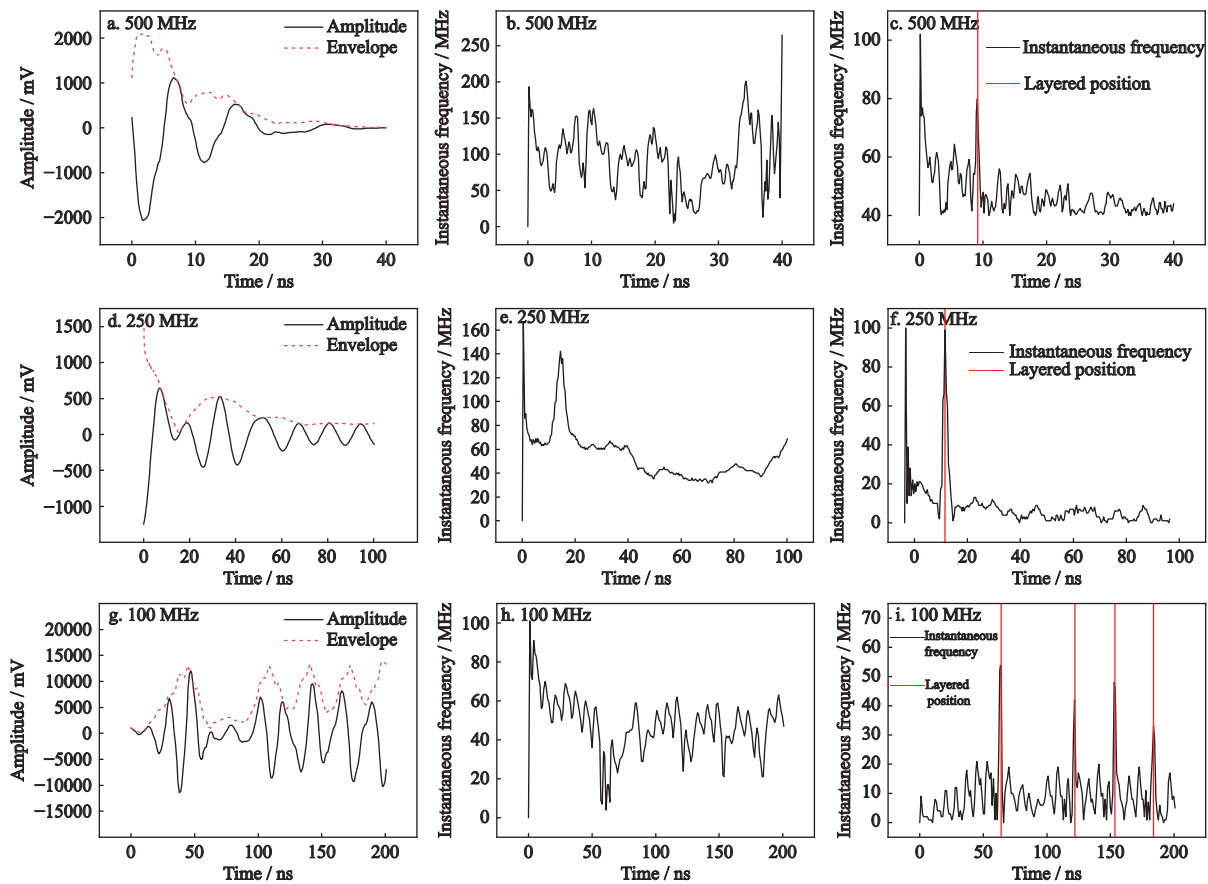 a. 500 MHz
Amplitude
Envelope
2000
1000
0
−1000
−2000
Amplitude / mV
0 10 20 30 40
Time / ns
b. 500 MHz
250
200
150
100
50
0
Instantaneous frequency / MHz
0 10 20 30 40
Time / ns
c. 500 MHz
Instantaneous frequency
Layered position
100
80
60
40
Instantaneous frequency / MHz
0 10 20 30 40
Time / ns
d. 250 MHz
Amplitude
Envelope
1500
1000
500
0
−500
−1000
Amplitude / mV
0 20 40 60 80 100
Time / ns
e. 250 MHz
160
140
120
100
80
60
40
20
0
Instantaneous frequency / MHz
0 20 40 60 80 100
Time / ns
f. 250 MHz
Instantaneous frequency
Layered position
100
80
60
40
20
0
Instantaneous frequency / MHz
0 20 40 60 80 100
Time / ns
g. 100 MHz
Amplitude
Envelope
20000
15000
10000
5000
0
−5000
−10000
−15000
Amplitude / mV
0 50 100 150 200
Time / ns
h. 100 MHz
100
80
60
40
20
0
Instantaneous frequency / MHz
0 50 100 150 200
Time / ns
i. 100 MHz
Instantaneous
frequency
Layered
position
70
60
50
40
30
20
10
0
Instantaneous frequency / MHz
0 50 100 150 200
Time / ns